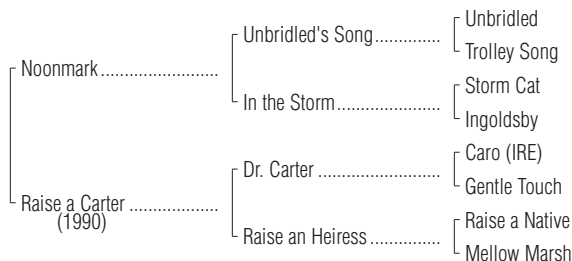 Unbridled
Unbridled's Song..............
Trolley Song
Noonmark.........................
Storm Cat
In the Storm......................
Ingoldsby
Caro (IRE)
Dr. Carter..........................
Gentle Touch
Raise a Carter...................
(1990)
Raise a Native
Raise an Heiress...............
Mellow Marsh